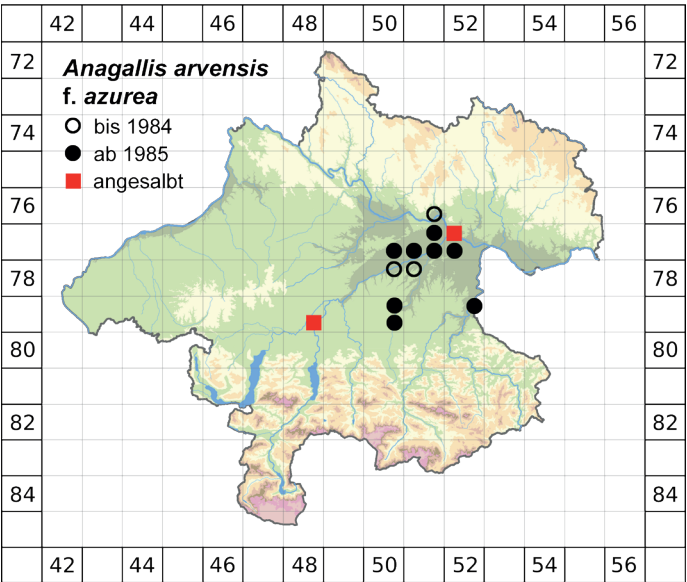 42 44 46 48 50 52 54 56
72 72
Anagallis arvensis
f. azurea
bis 1984
ab 1985
angesalbt
74 74
76 76
78 78
80 80
82 82
84 84
42 44 46 48 50 52 54 56